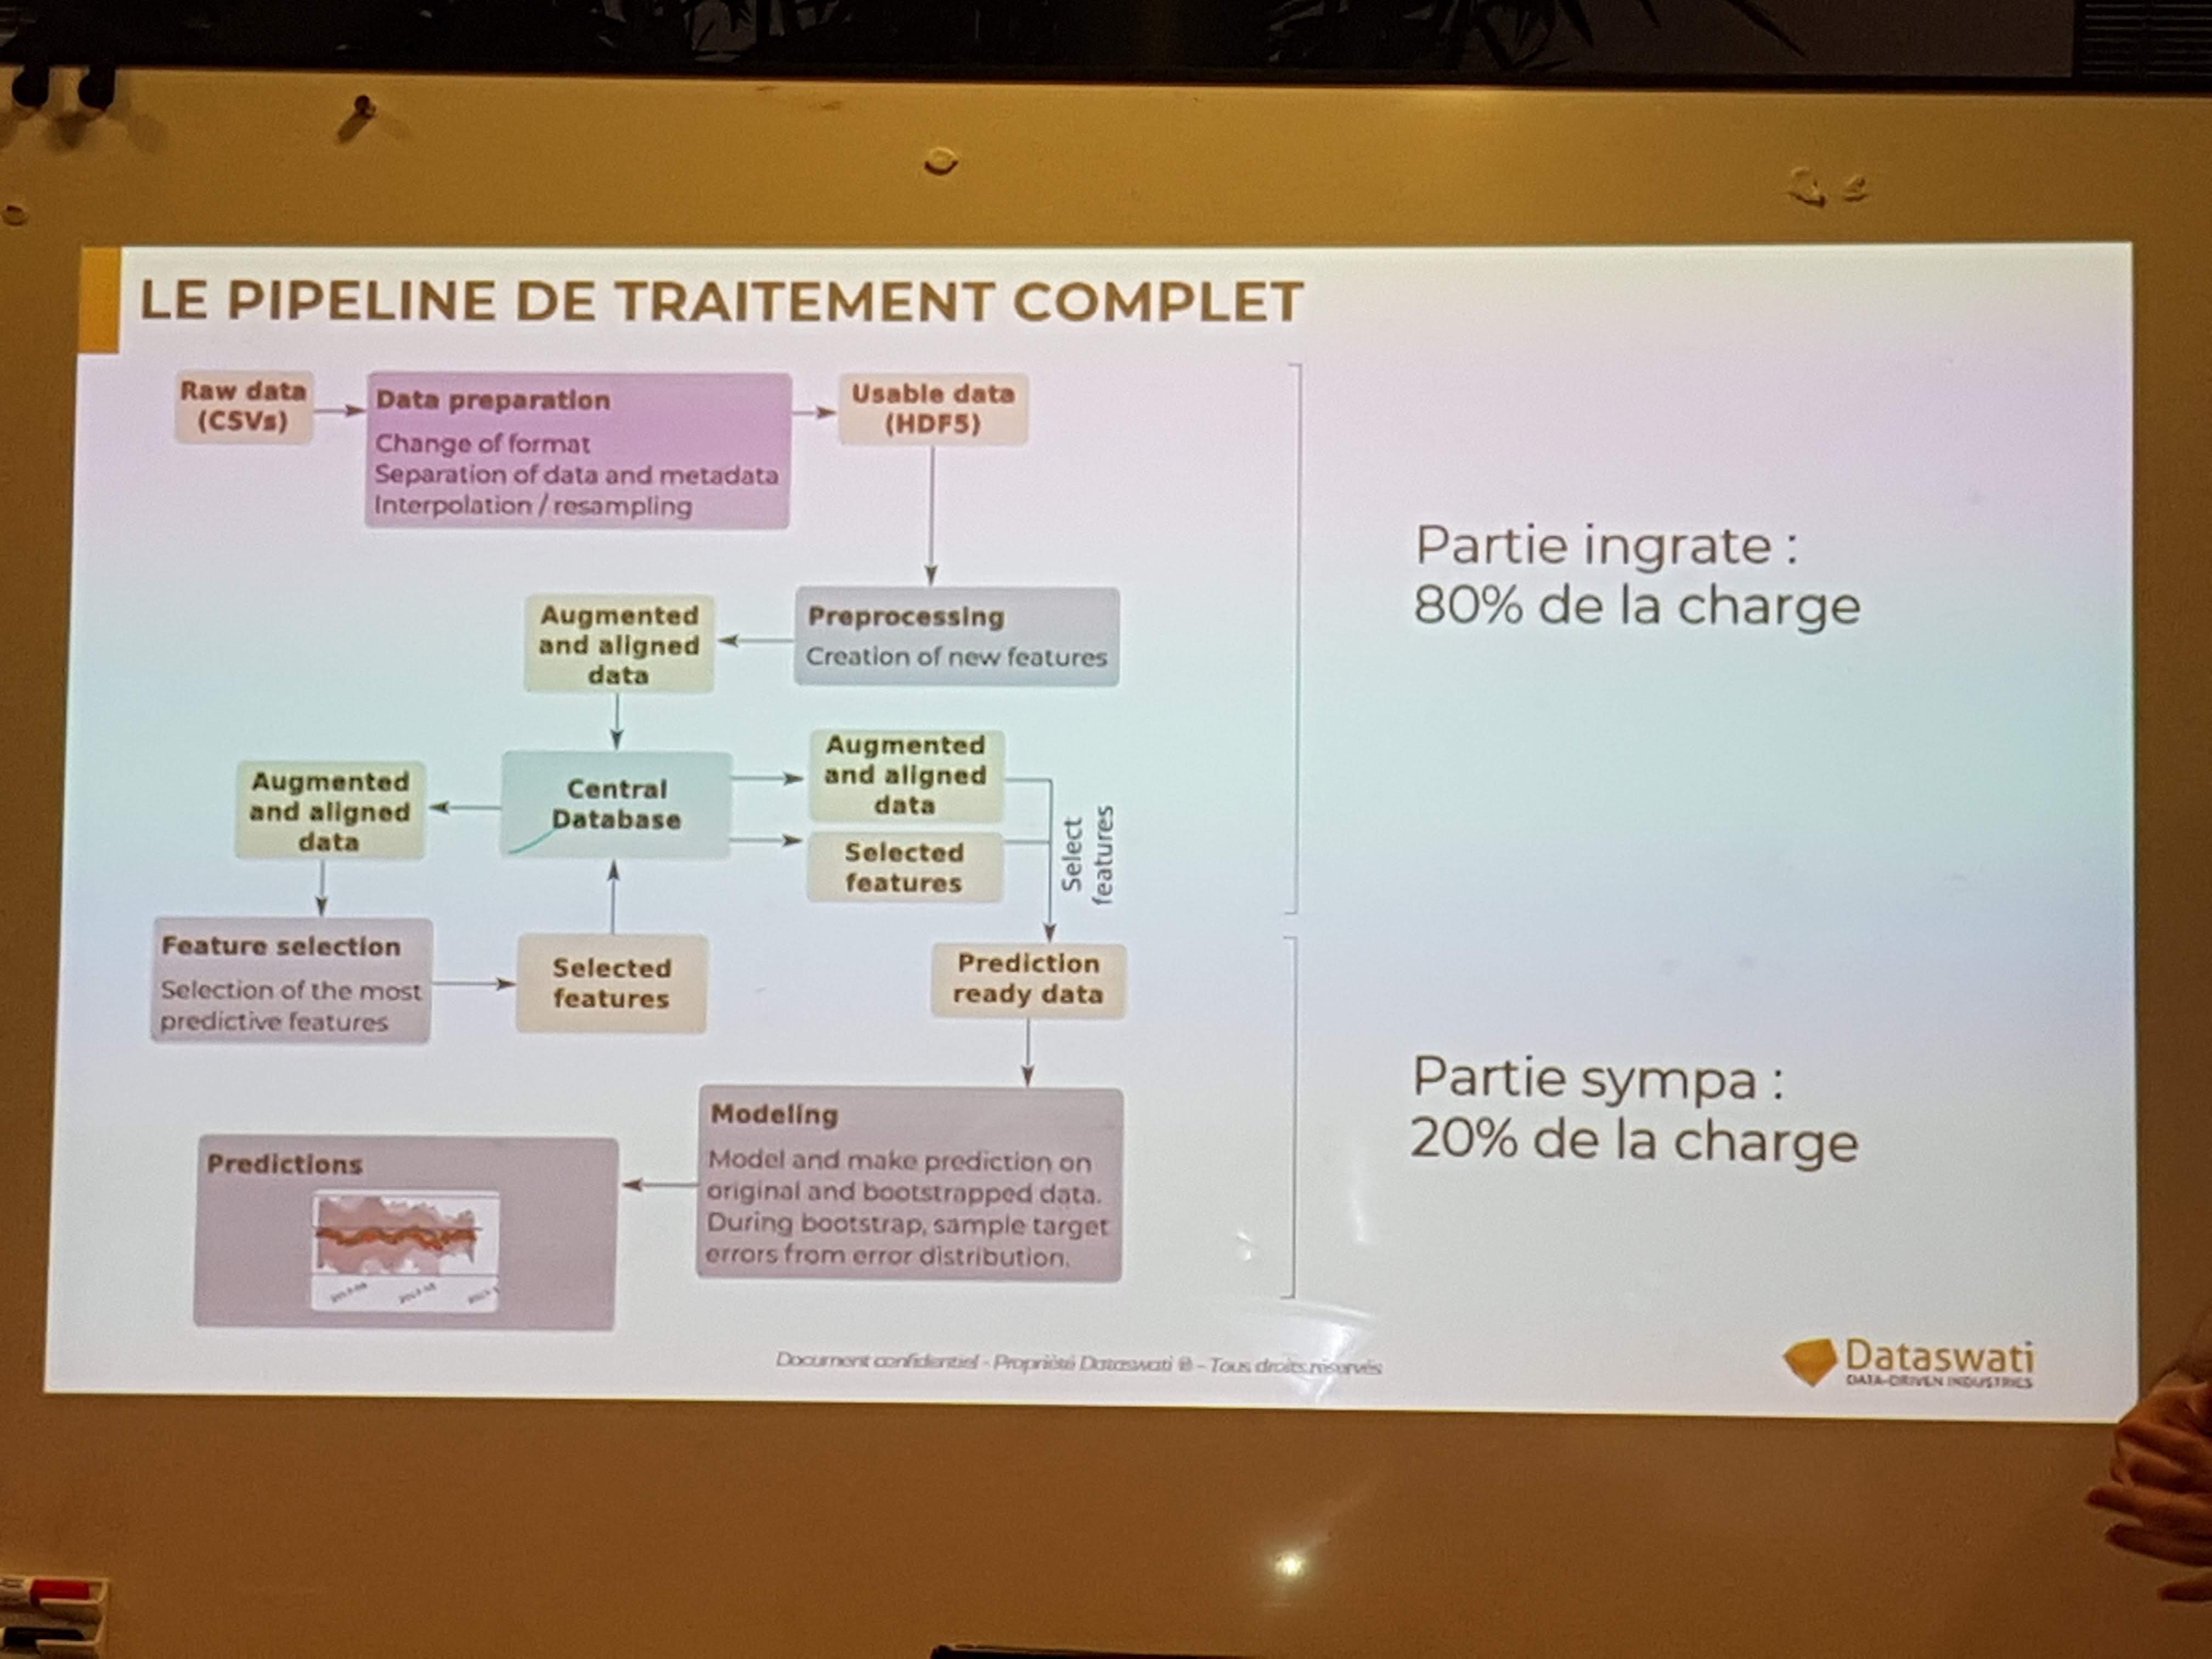 LE PIPELINE DE TRAITEMENT COMPLET
Raw data
(CSVs)
Data preparation
Change of format
Separation of data and metadata
Interpolation / resampling
Usable data
(HDF5)
Partie ingrate :
80% de la charge
Augmented
and aligned
data
Preprocessing
Creation of new features
Augmented
and aligned
data
Central
Database
Augmented
and aligned
data
Selected
features
Select
features
Feature selection
Selection of the most
predictive features
Selected
features
Prediction
ready data
Partie sympa :
20% de la charge
Modeling
Model and make prediction on
original and bootstrapped data.
During bootstrap, sample target
errors from error distribution.
Predictions
Document confidentiel - Propriété Dataswati © - Tous droits réservés
Dataswati
DATA-DRIVEN INDUSTRIES